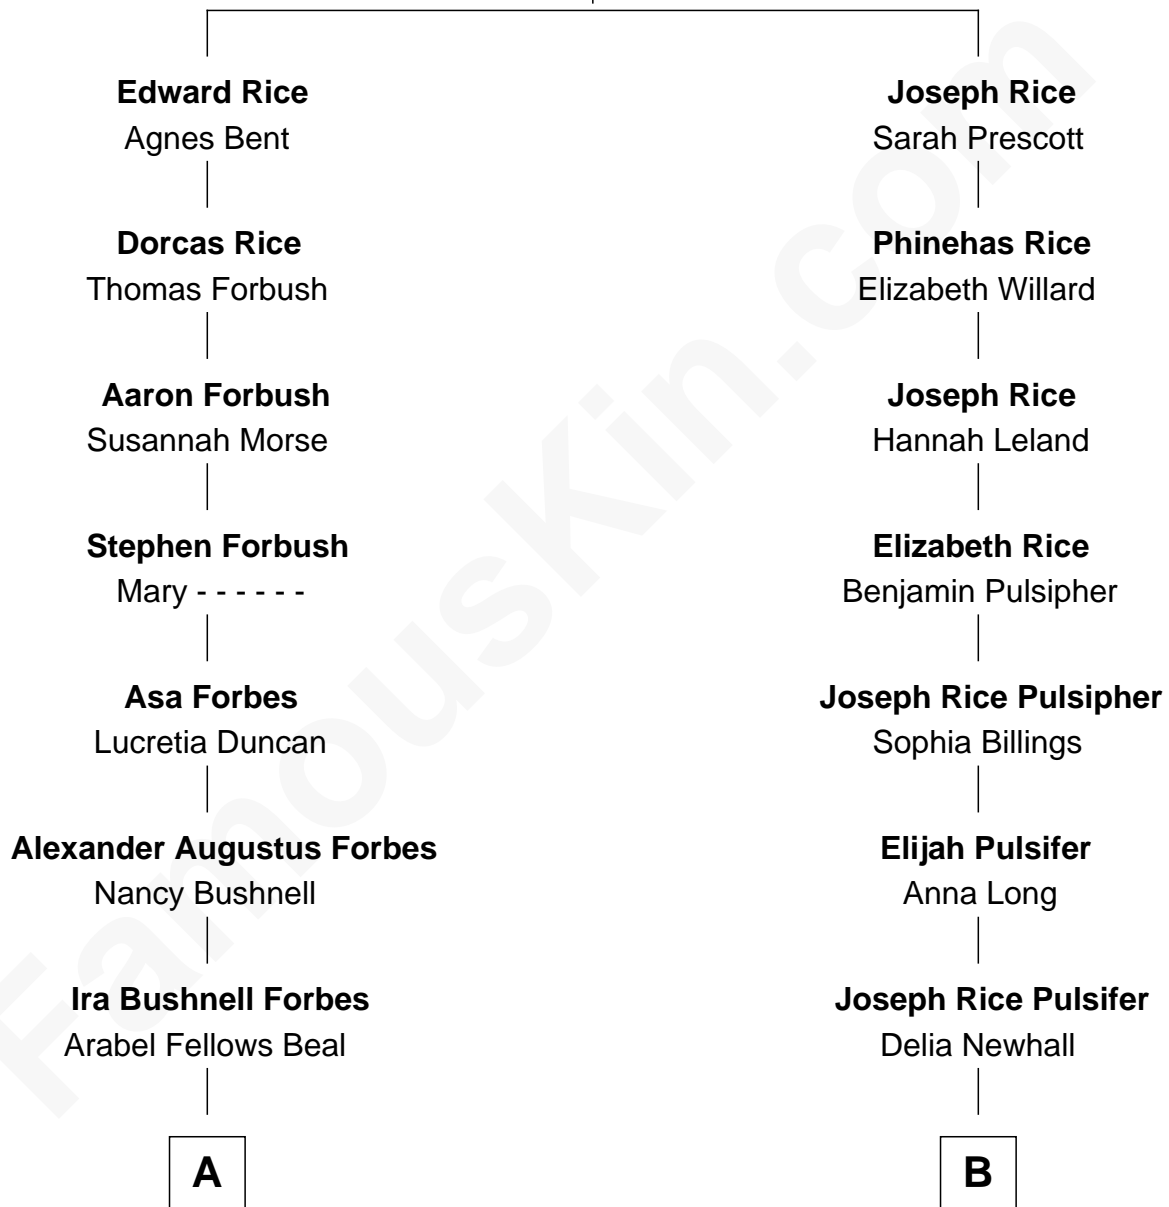 Edward Rice
Agnes Bent
Dorcas Rice
Thomas Forbush
Aaron Forbush
Susannah Morse
Stephen Forbush
Mary - - - - - -
Asa Forbes
Lucretia Duncan
Alexander Augustus Forbes
Nancy Bushnell
Ira Bushnell Forbes
Arabel Fellows Beal
A
Joseph Rice
Sarah Prescott
Phinehas Rice
Elizabeth Willard
Joseph Rice
Hannah Leland
Elizabeth Rice
Benjamin Pulsipher
Joseph Rice Pulsipher
Sophia Billings
Elijah Pulsifer
Anna Long
Joseph Rice Pulsifer
Delia Newhall
B
FamousKin.com